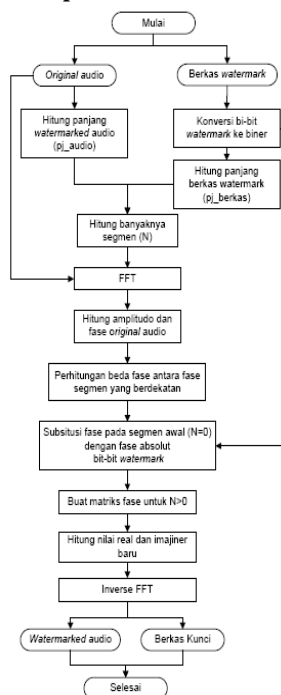 Mulai
Original audio
Berkas watermark
Hitung panjang
watermarked audio
(pj_audio)
Konversi bi-bit
watermark ke biner
Hitung panjang
berkas watermark
(pj_berkas)
Hitung banyaknya
segmen (N)
FFT
Hitung amplitudo dan
fase original audio
Perhitungan beda fase antara fase
segmen yang berdekatan
Subsitusi fase pada segmen awal (N=0)
dengan fase absolut
bit-bit watermark
Buat matriks fase untuk N>0
Hitung nilai real dan imajiner
baru
Inverse FFT
Watermarked audio
Berkas Kunci
Selesai